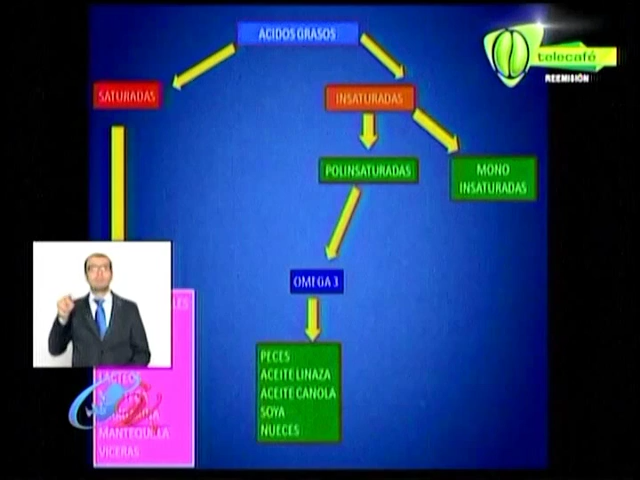 ACIDOS GRASOS
telecafé
REEMISIÓN
SATURADAS
INSATURADAS
POLINSATURADAS
MONO
INSATURADAS
OMEGA 3
PECES
ACEITE LINAZA
ACEITE CANOLA
SOYA
NUECES
LACTEOS
MANTEQUILLA
VICERAS